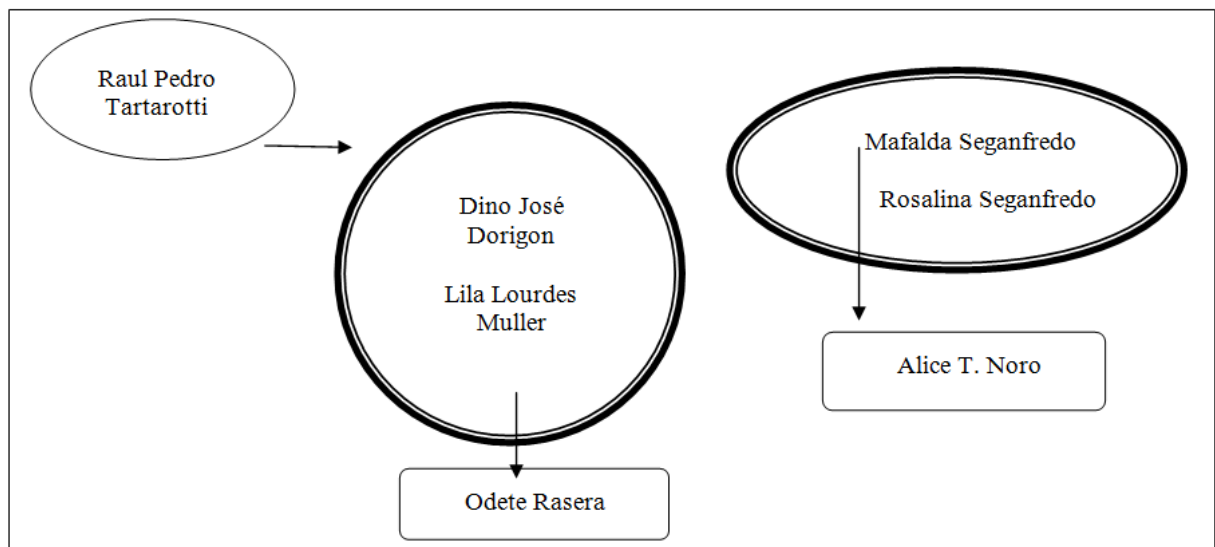 Raul Pedro
Tartarotti
Dino José
Dorigon
Lila Lourdes
Muller
Odete Rasera
Mafalda Seganfredo
Rosalina Seganfredo
Alice T. Noro